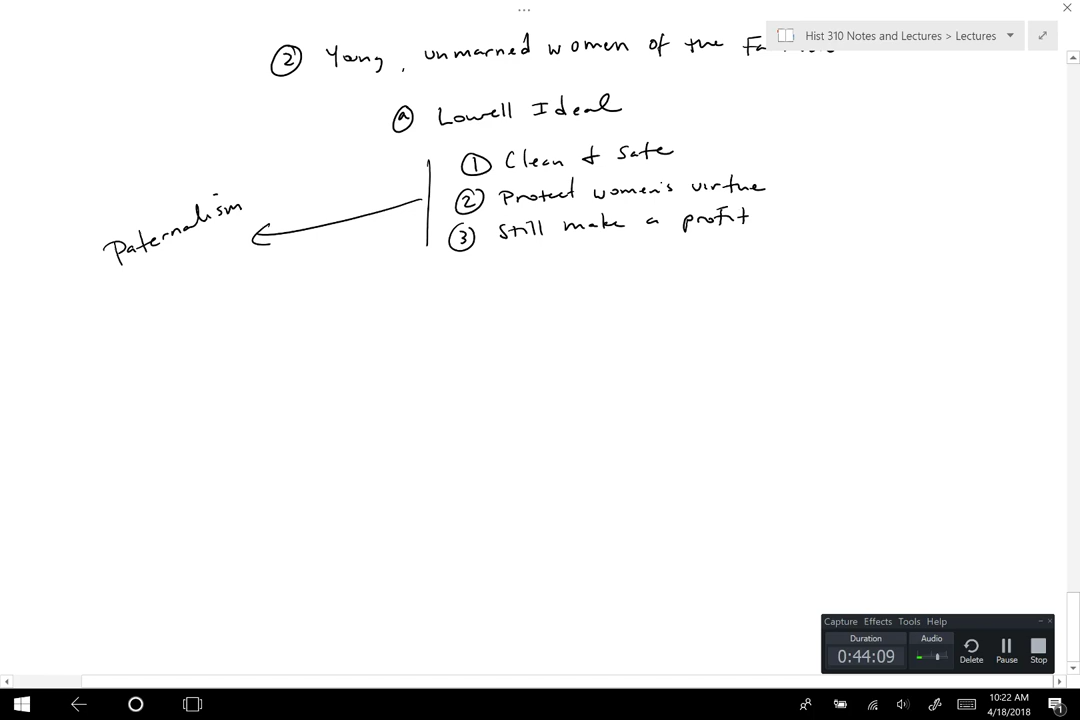 ...
Hist 310 Notes and Lectures > Lectures
② Young, unmarried women of the
ⓐ Lowell Ideal
① Clean & Safe
② Protect women's virtue
③ Still make a profit
Paternalism
Capture Effects Tools Help
Duration Audio
0:44:09
Delete Pause Stop
10:22 AM
4/18/2018
1